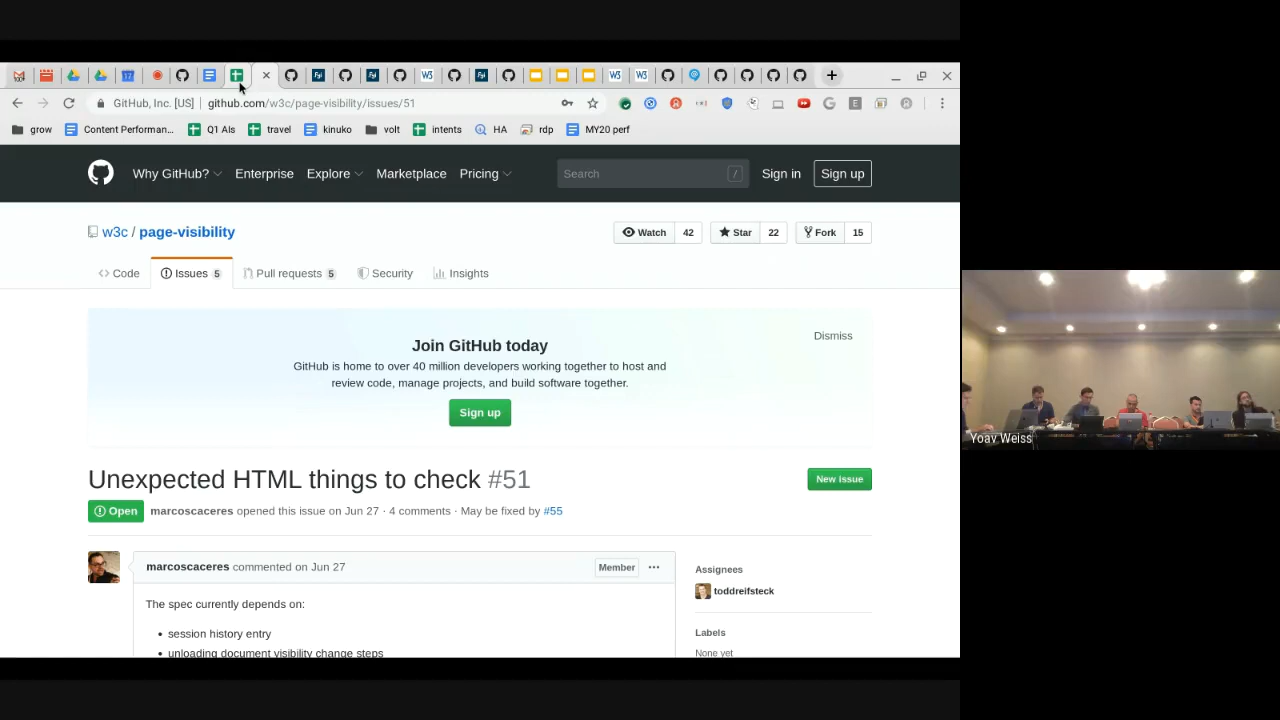 GitHub, Inc. [US] | github.com/w3c/page-visibility/issues/51
grow Content Performan... Q1 AIs travel kinuko volt intents HA rdp MY20 perf
Why GitHub? Enterprise Explore Marketplace Pricing Search / Sign in Sign up
w3c / page-visibility Watch 42 Star 22 Fork 15
Code Issues 5 Pull requests 5 Security Insights
Join GitHub today
Dismiss
GitHub is home to over 40 million developers working together to host and
review code, manage projects, and build software together.
Sign up
Unexpected HTML things to check #51
New issue
Open marcoscaceres opened this issue on Jun 27 · 4 comments · May be fixed by #55
marcoscaceres commented on Jun 27 Member ...
The spec currently depends on:
• session history entry
• unloading document visibility change steps
Assignees
toddreifsteck
Labels
None yet
Yoav Weiss